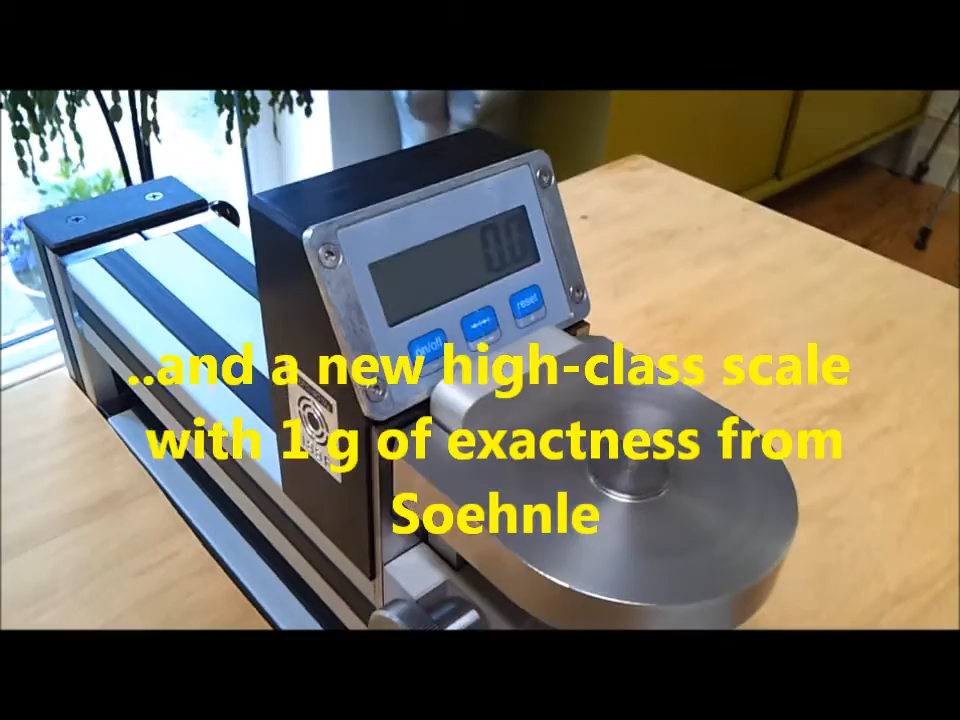 0.0
on/off
reset
..and a new high-class scale
with 1 g of exactness from
Soehnle